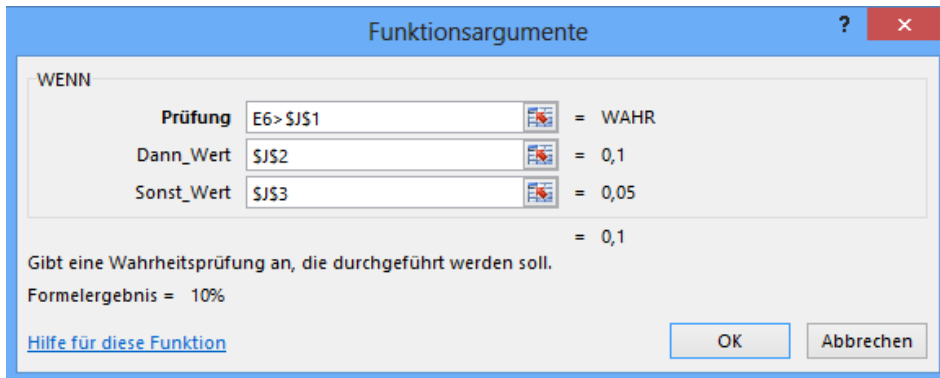 Funktionsargumente ? ×
WENN
Prüfung E6>$J$1 = WAHR
Dann_Wert $J$2 = 0,1
Sonst_Wert $J$3 = 0,05
= 0,1
Gibt eine Wahrheitsprüfung an, die durchgeführt werden soll.
Formelergebnis = 10%
Hilfe für diese Funktion OK Abbrechen